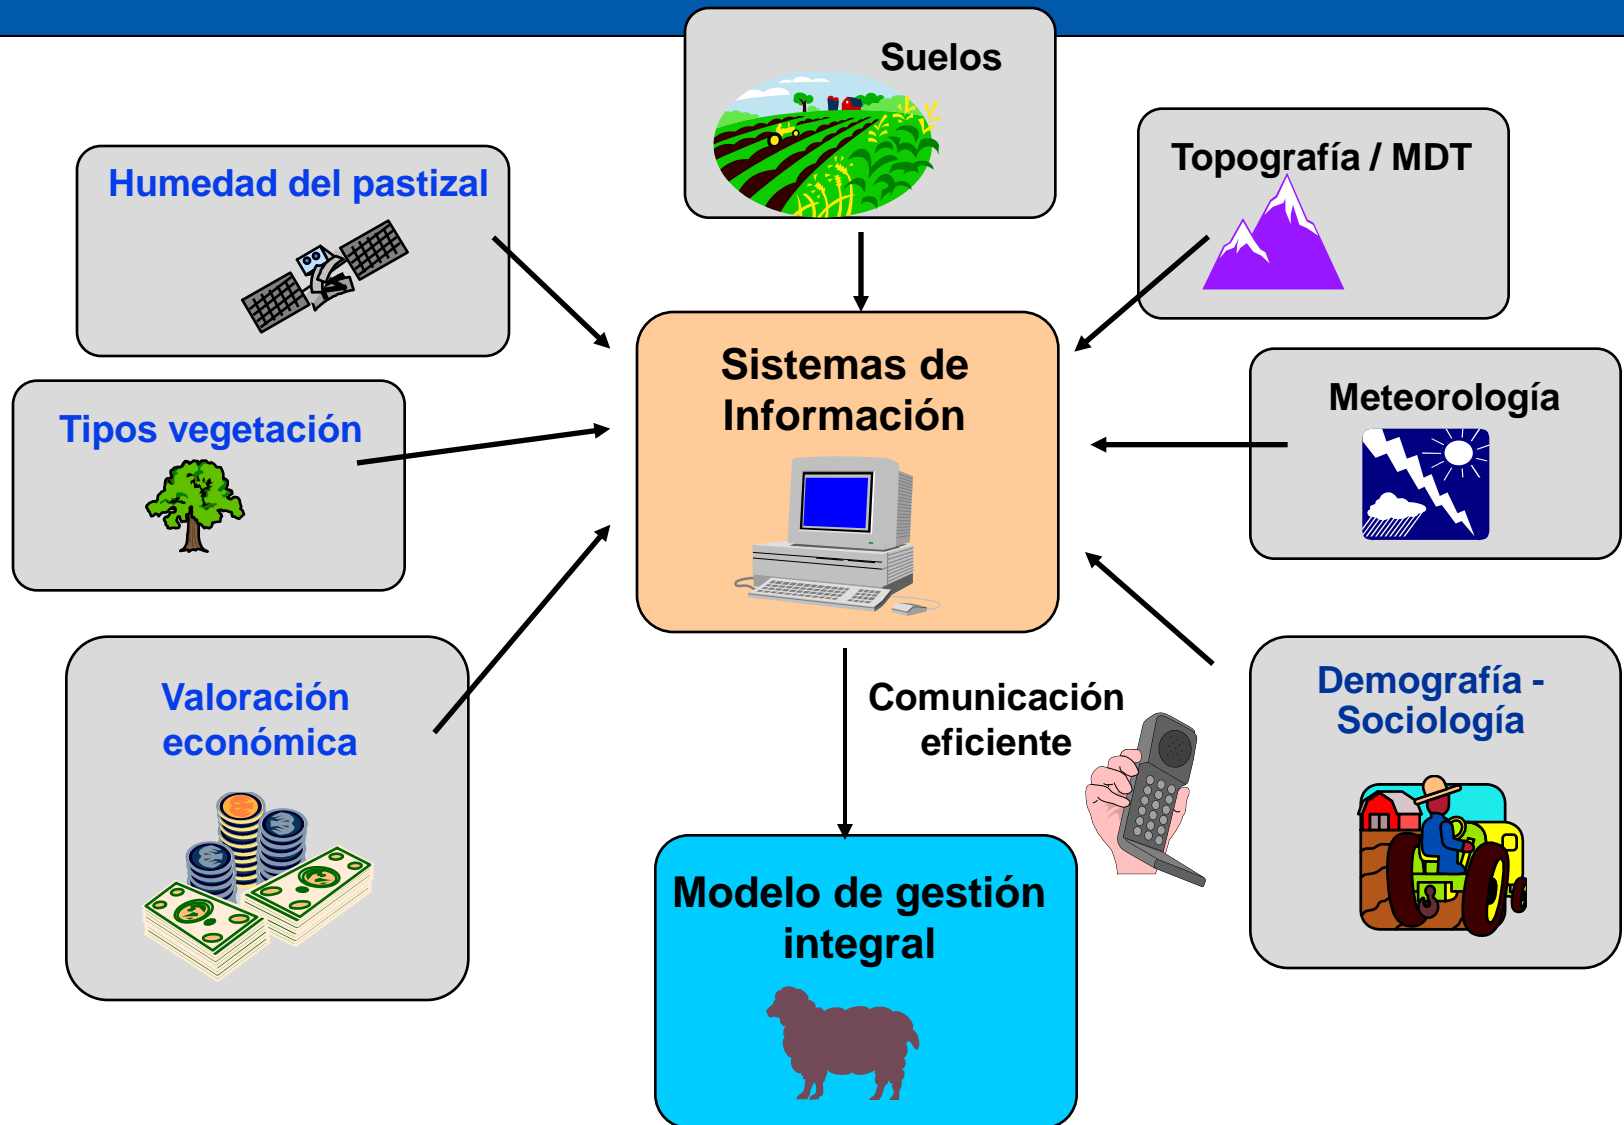 Suelos
Topografía / MDT
Humedad del pastizal
Sistemas de
Información
Meteorología
Tipos vegetación
Valoración
económica
Comunicación
eficiente
Demografía -
Sociología
Modelo de gestión
integral